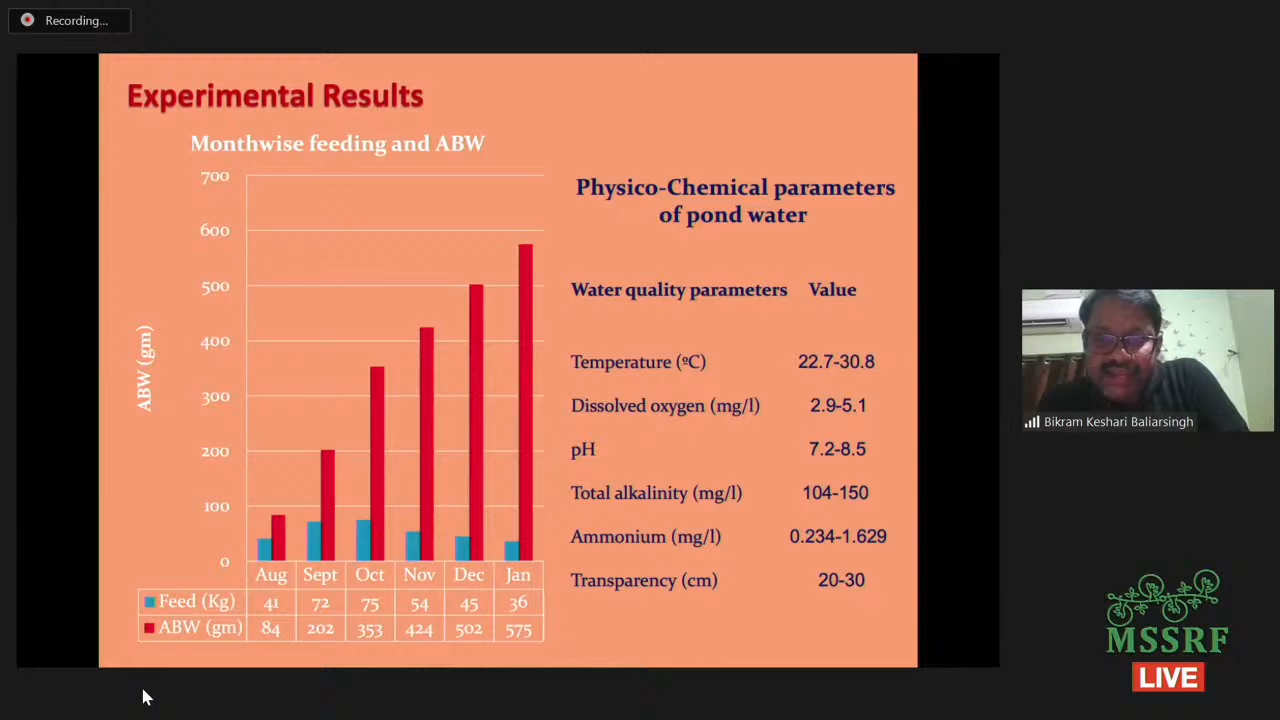 Recording...
Experimental Results
Monthwise feeding and ABW
700
600
500
400
300
200
100
0
ABW (gm)
Aug Sept Oct Nov Dec Jan
Feed (Kg) 41 72 75 54 45 36
ABW (gm) 84 202 353 424 502 575
Physico-Chemical parameters
of pond water
Water quality parameters Value
Temperature (ºC) 22.7-30.8
Dissolved oxygen (mg/l) 2.9-5.1
pH 7.2-8.5
Total alkalinity (mg/l) 104-150
Ammonium (mg/l) 0.234-1.629
Transparency (cm) 20-30
Bikram Keshari Baliarsingh
MSSRF
LIVE